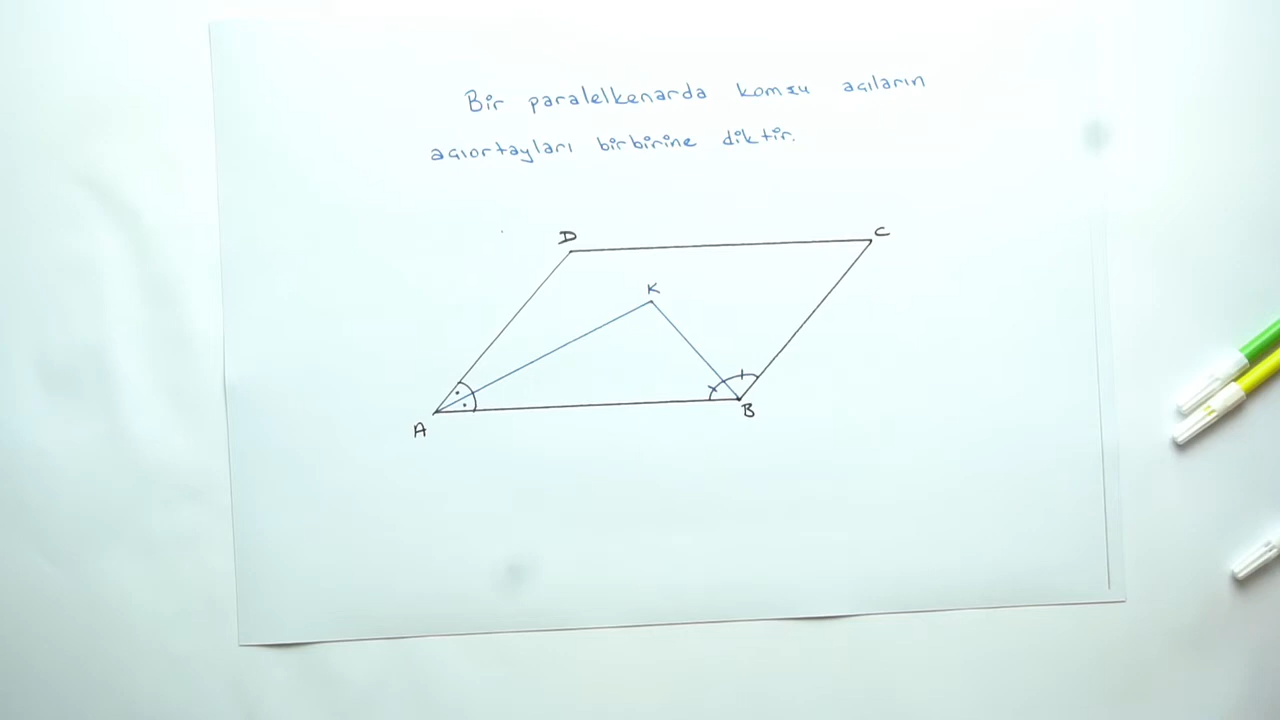 Bir paralelkenarda komşu açıların
açıortayları birbirine diktir.
D
C
K
A
B